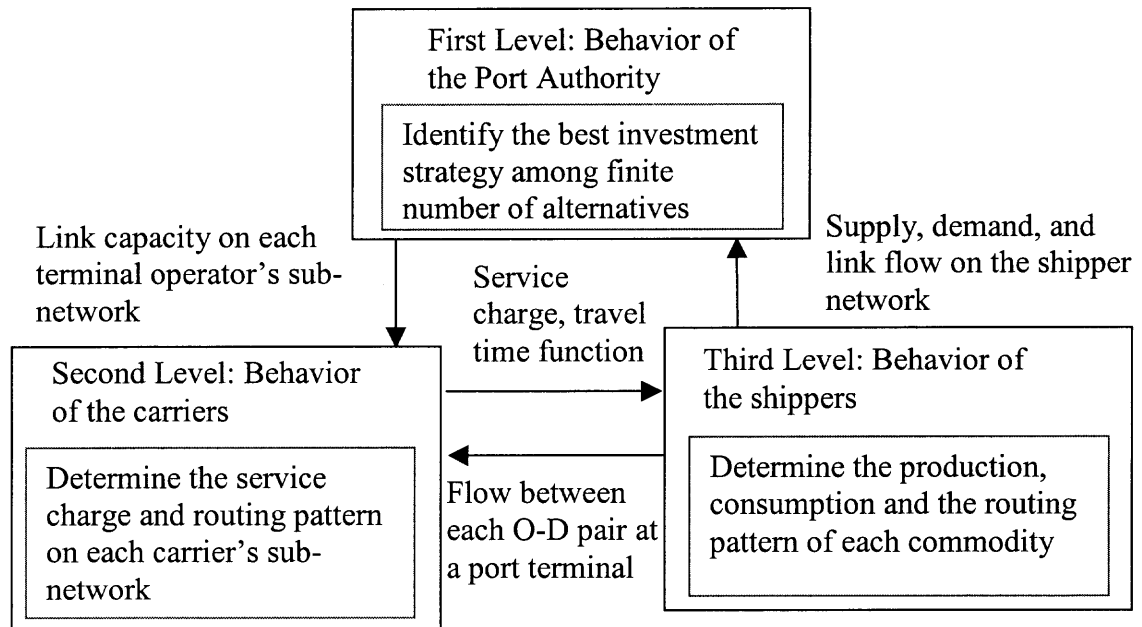 First Level: Behavior of
the Port Authority
Identify the best investment
strategy among finite
number of alternatives
Link capacity on each
terminal operator's sub-
network
Service
charge, travel
time function
Supply, demand, and
link flow on the shipper
network
Second Level: Behavior
of the carriers
Determine the service
charge and routing pattern
on each carrier's sub-
network
Flow between
each O-D pair at
a port terminal
Third Level: Behavior of
the shippers
Determine the production,
consumption and the routing
pattern of each commodity